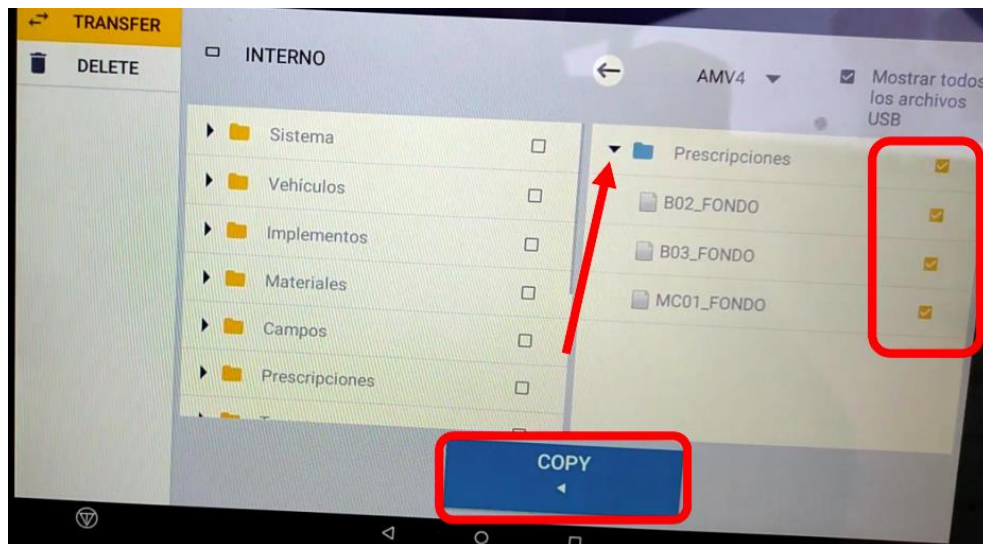 TRANSFER
DELETE
INTERNO
AMV4
Mostrar todos
los archivos
USB
Sistema
Vehículos
Implementos
Materiales
Campos
Prescripciones
Prescripciones
B02_FONDO
B03_FONDO
MC01_FONDO
COPY